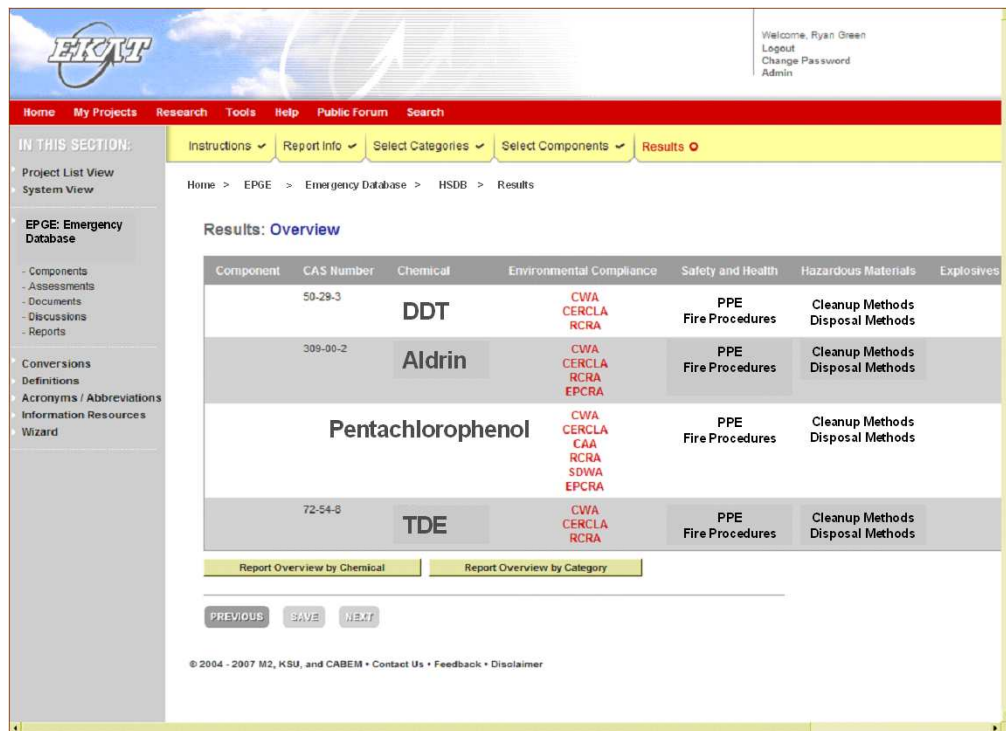 EKAT
Welcome, Ryan Green
Logout
Change Password
Admin
Home My Projects Research Tools Help Public Forum Search
IN THIS SECTION:
Project List View
System View
EPGE: Emergency
Database
- Components
- Assessments
- Documents
- Discussions
- Reports
Conversions
Definitions
Acronyms / Abbreviations
Information Resources
Wizard
Instructions Report Info Select Categories Select Components Results
Home > EPGE > Emergency Database > HSDB > Results
Results: Overview
Component CAS Number Chemical Environmental Compliance Safety and Health Hazardous Materials Explosives
50-29-3 DDT CWA PPE Cleanup Methods
CERCLA Fire Procedures Disposal Methods
RCRA
309-00-2 Aldrin CWA PPE Cleanup Methods
CERCLA Fire Procedures Disposal Methods
RCRA
EPCRA
Pentachlorophenol CWA PPE Cleanup Methods
CERCLA Fire Procedures Disposal Methods
CAA
RCRA
SDWA
EPCRA
72-54-8 TDE CWA PPE Cleanup Methods
CERCLA Fire Procedures Disposal Methods
RCRA
Report Overview by Chemical Report Overview by Category
PREVIOUS SAVE NEXT
© 2004 - 2007 M2, KSU, and CABEM • Contact Us • Feedback • Disclaimer